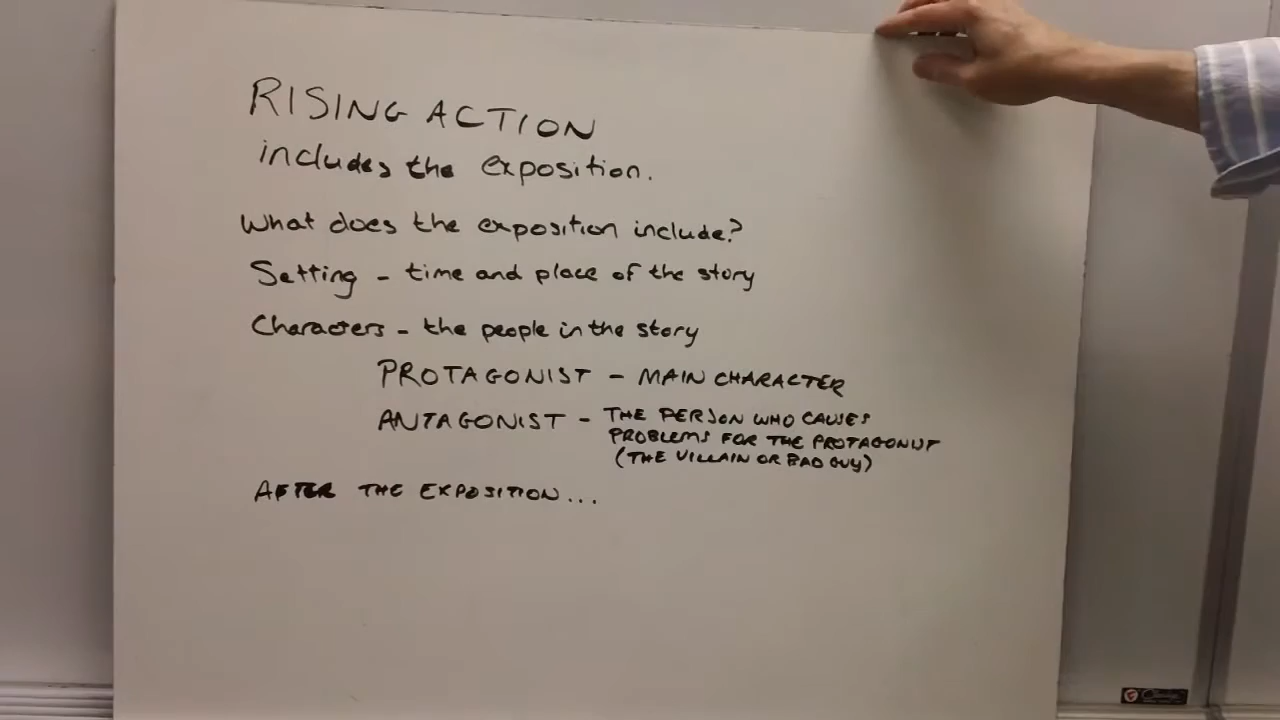 RISING ACTION
includes the exposition.
What does the exposition include?
Setting - time and place of the story
Characters - the people in the story
PROTAGONIST - MAIN CHARACTER
ANTAGONIST - THE PERSON WHO CAUSES
PROBLEMS FOR THE PROTAGONIST
(THE VILLAIN OR BAD GUY)
AFTER THE EXPOSITION...